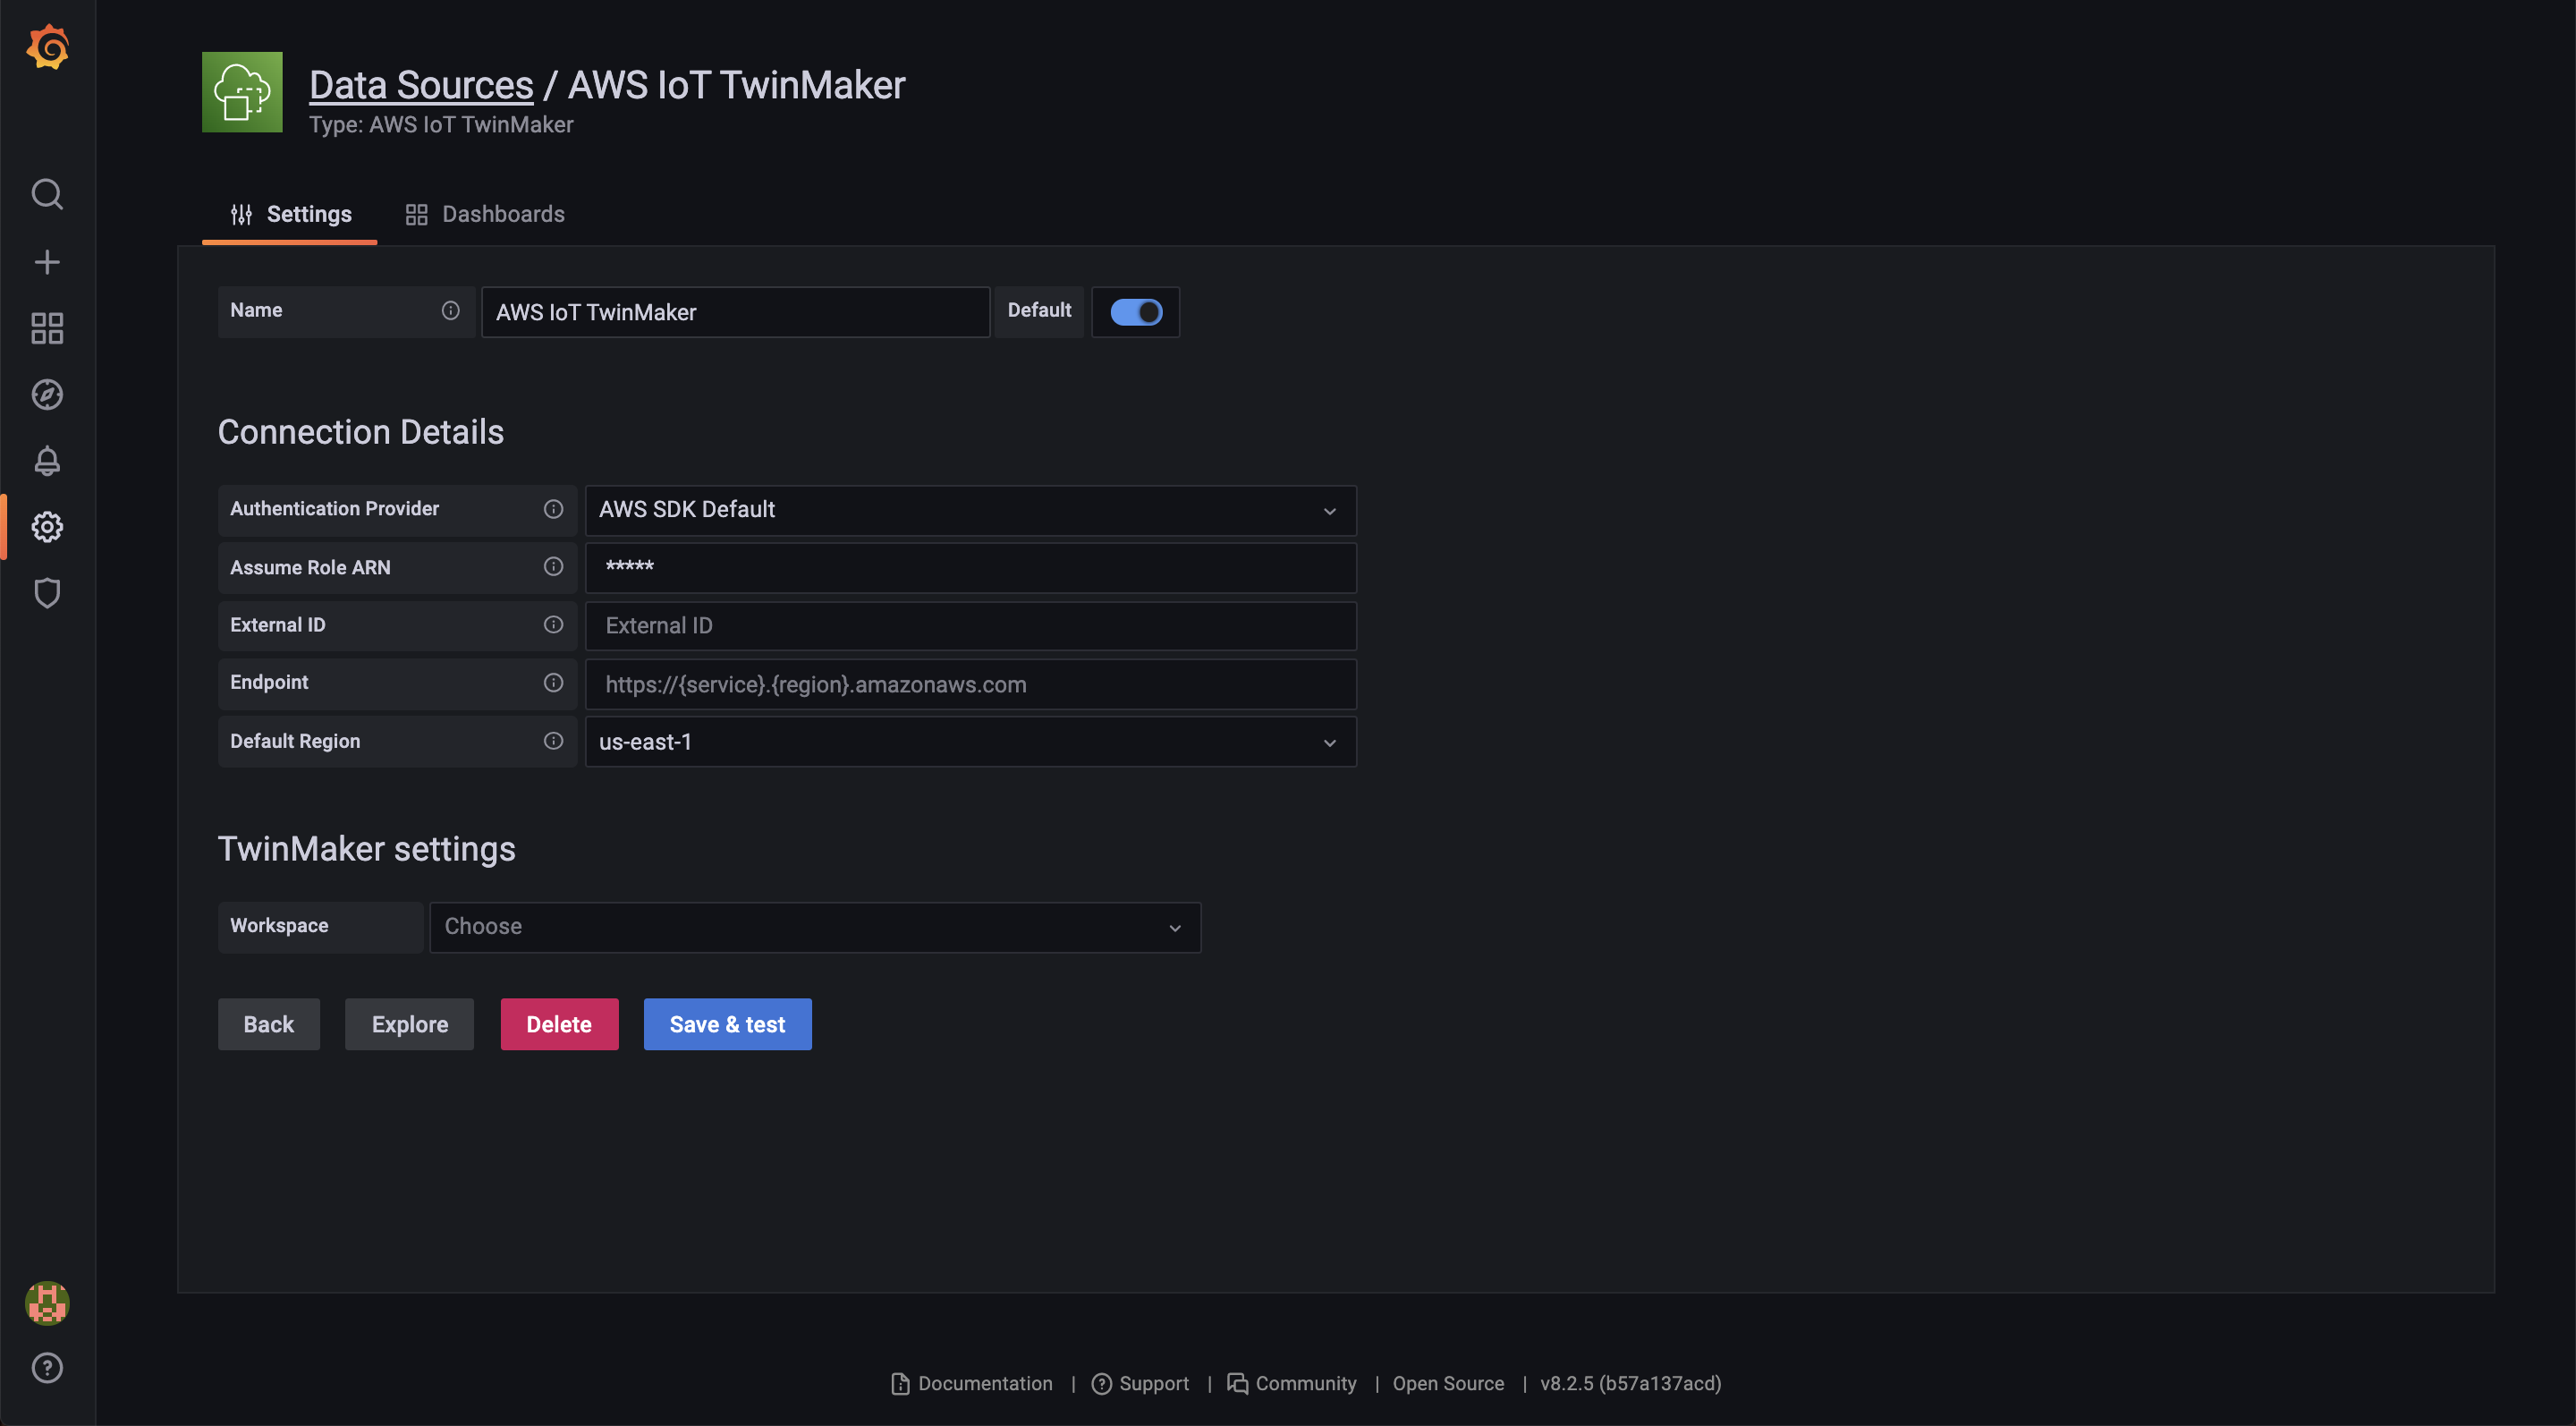 Data Sources / AWS IoT TwinMaker
Type: AWS IoT TwinMaker
Settings Dashboards
Name AWS IoT TwinMaker Default
Connection Details
Authentication Provider AWS SDK Default
Assume Role ARN *****
External ID External ID
Endpoint https://{service}.{region}.amazonaws.com
Default Region us-east-1
TwinMaker settings
Workspace Choose
Back Explore Delete Save & test
Documentation | Support | Community | Open Source | v8.2.5 (b57a137acd)